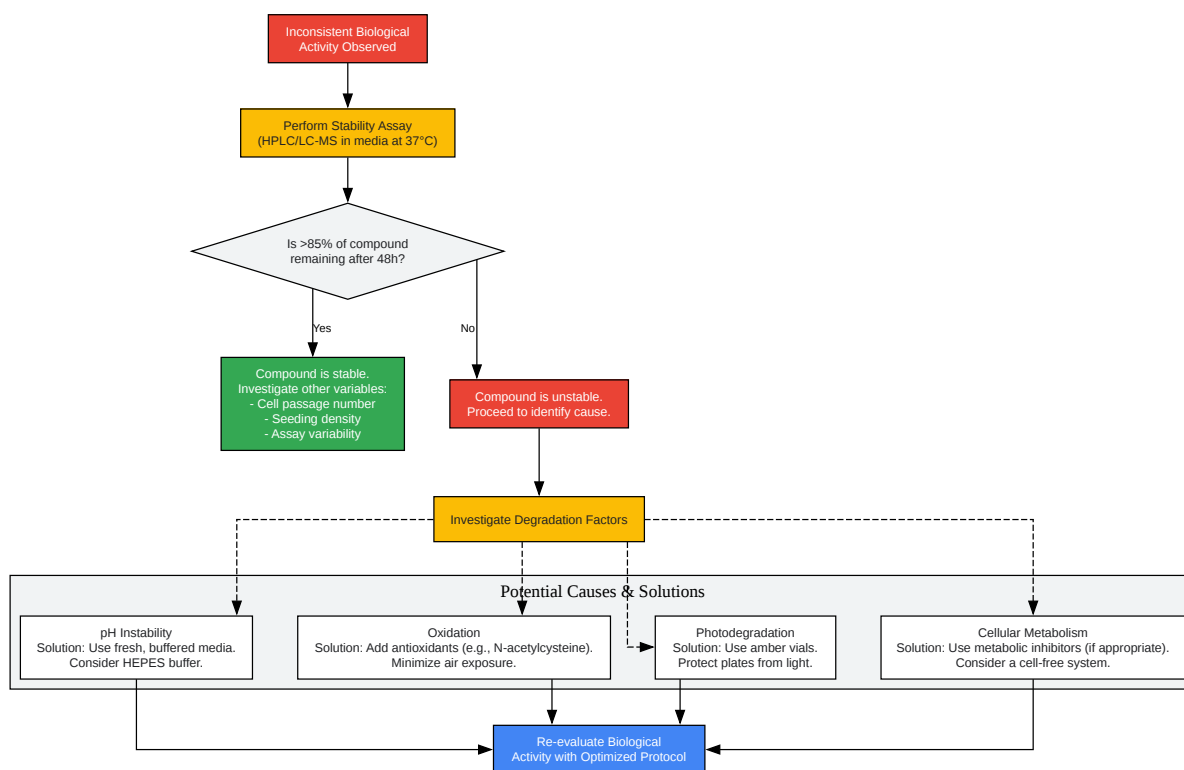 Inconsistent Biological
Activity Observed
Perform Stability Assay
(HPLC/LC-MS in media at 37°C)
Is >85% of compound
remaining after 48h?
Yes
No
Compound is stable.
Investigate other variables:
- Cell passage number
- Seeding density
- Assay variability
Compound is unstable.
Proceed to identify cause.
Investigate Degradation Factors
Potential Causes & Solutions
pH Instability
Solution: Use fresh, buffered media.
Consider HEPES buffer.
Oxidation
Solution: Add antioxidants (e.g., N-acetylcysteine).
Minimize air exposure.
Photodegradation
Solution: Use amber vials.
Protect plates from light.
Cellular Metabolism
Solution: Use metabolic inhibitors (if appropriate).
Consider a cell-free system.
Re-evaluate Biological
Activity with Optimized Protocol